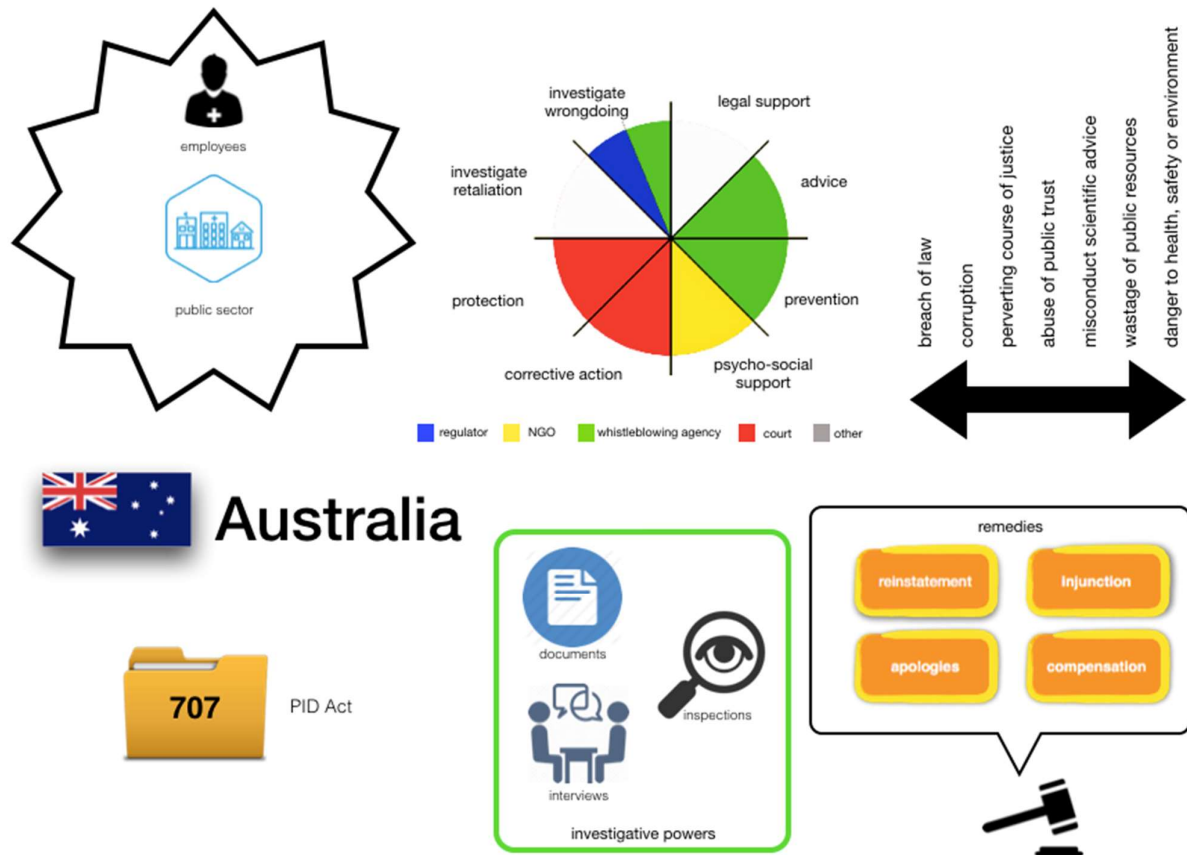 employees
public sector
investigate
wrongdoing
legal support
investigate
retaliation
advice
protection
prevention
corrective action
psycho-social
support
regulator
NGO
whistleblowing agency
court
other
breach of law
corruption
perverting course of justice
abuse of public trust
misconduct scientific advice
wastage of public resources
danger to health, safety or environment
Australia
707
PID Act
documents
inspections
interviews
investigative powers
remedies
reinstatement
Injunction
apologies
compensation